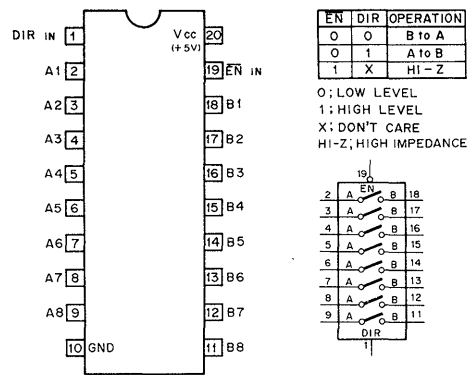 DIR IN 1
A1 2
A2 3
A3 4
A4 5
A5 6
A6 7
A7 8
A8 9
10 GND
Vcc 20
(+5V)
19 E̅N̅ IN
18 B1
17 B2
16 B3
15 B4
14 B5
13 B6
12 B7
11 B8
E̅N̅ DIR OPERATION
0 0 B to A
0 1 A to B
1 X HI-Z
0; LOW LEVEL
1; HIGH LEVEL
X; DON'T CARE
HI-Z; HIGH IMPEDANCE
19
EN
2 A B 18
3 A B 17
4 A B 16
5 A B 15
6 A B 14
7 A B 13
8 A B 12
9 A B 11
DIR
1